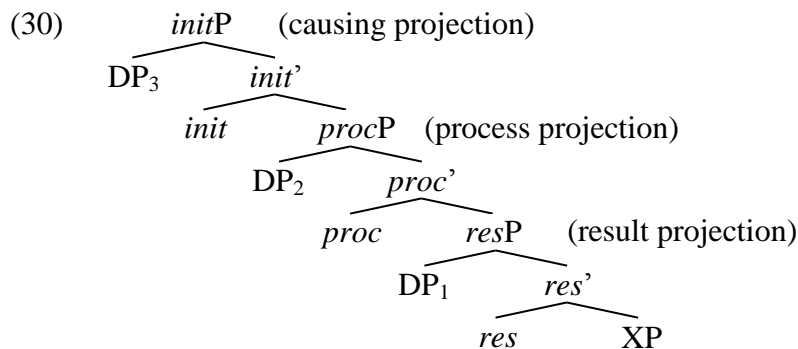 (30) initP (causing projection)
DP3 init’
init procP (process projection)
DP2 proc’
proc resP (result projection)
DP1 res’
res XP